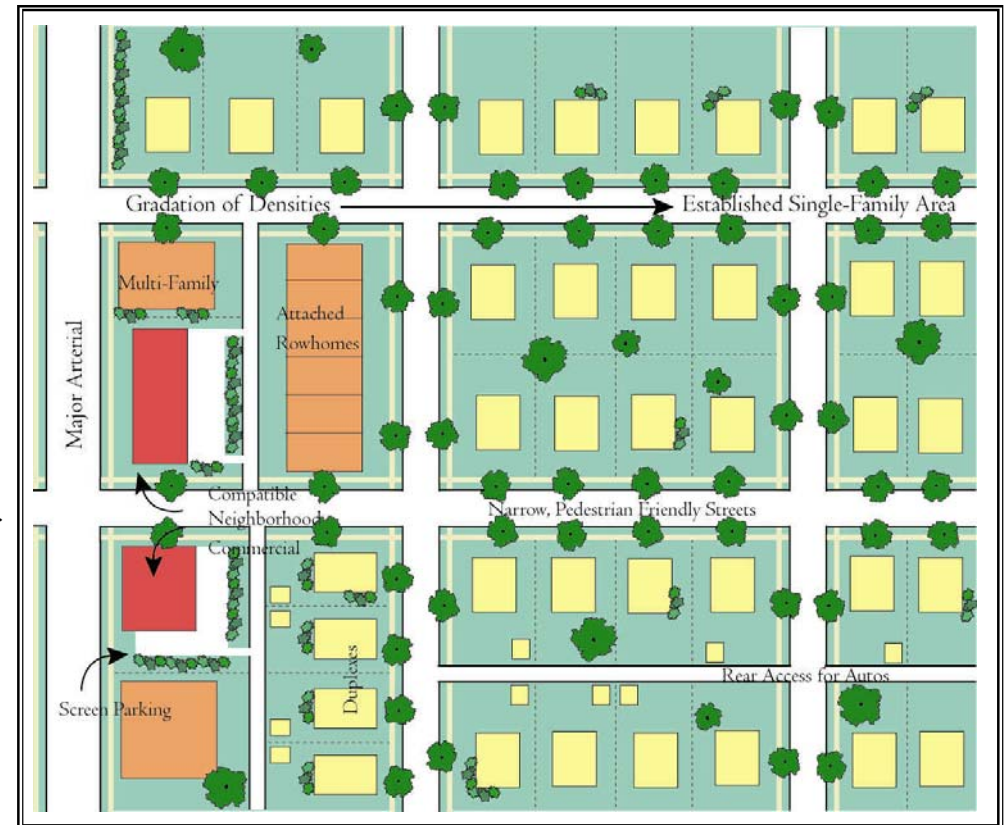 Gradation of Densities
Established Single-Family Area
Multi-Family
Attached
Rowhomes
Major Arterial
Compatible
Neighborhood
Commercial
Narrow, Pedestrian Friendly Streets
Duplexes
Rear Access for Autos
Screen Parking